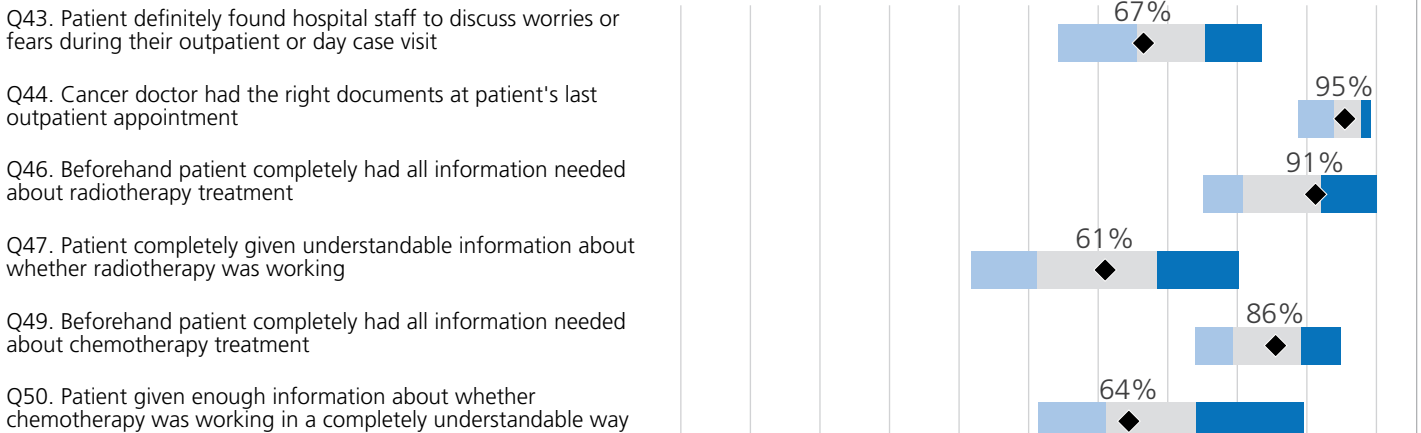 67%
Q43. Patient definitely found hospital staff to discuss worries or
fears during their outpatient or day case visit
95%
Q44. Cancer doctor had the right documents at patient's last
outpatient appointment
91%
Q46. Beforehand patient completely had all information needed
about radiotherapy treatment
61%
Q47. Patient completely given understandable information about
whether radiotherapy was working
86%
Q49. Beforehand patient completely had all information needed
about chemotherapy treatment
64%
Q50. Patient given enough information about whether
chemotherapy was working in a completely understandable way